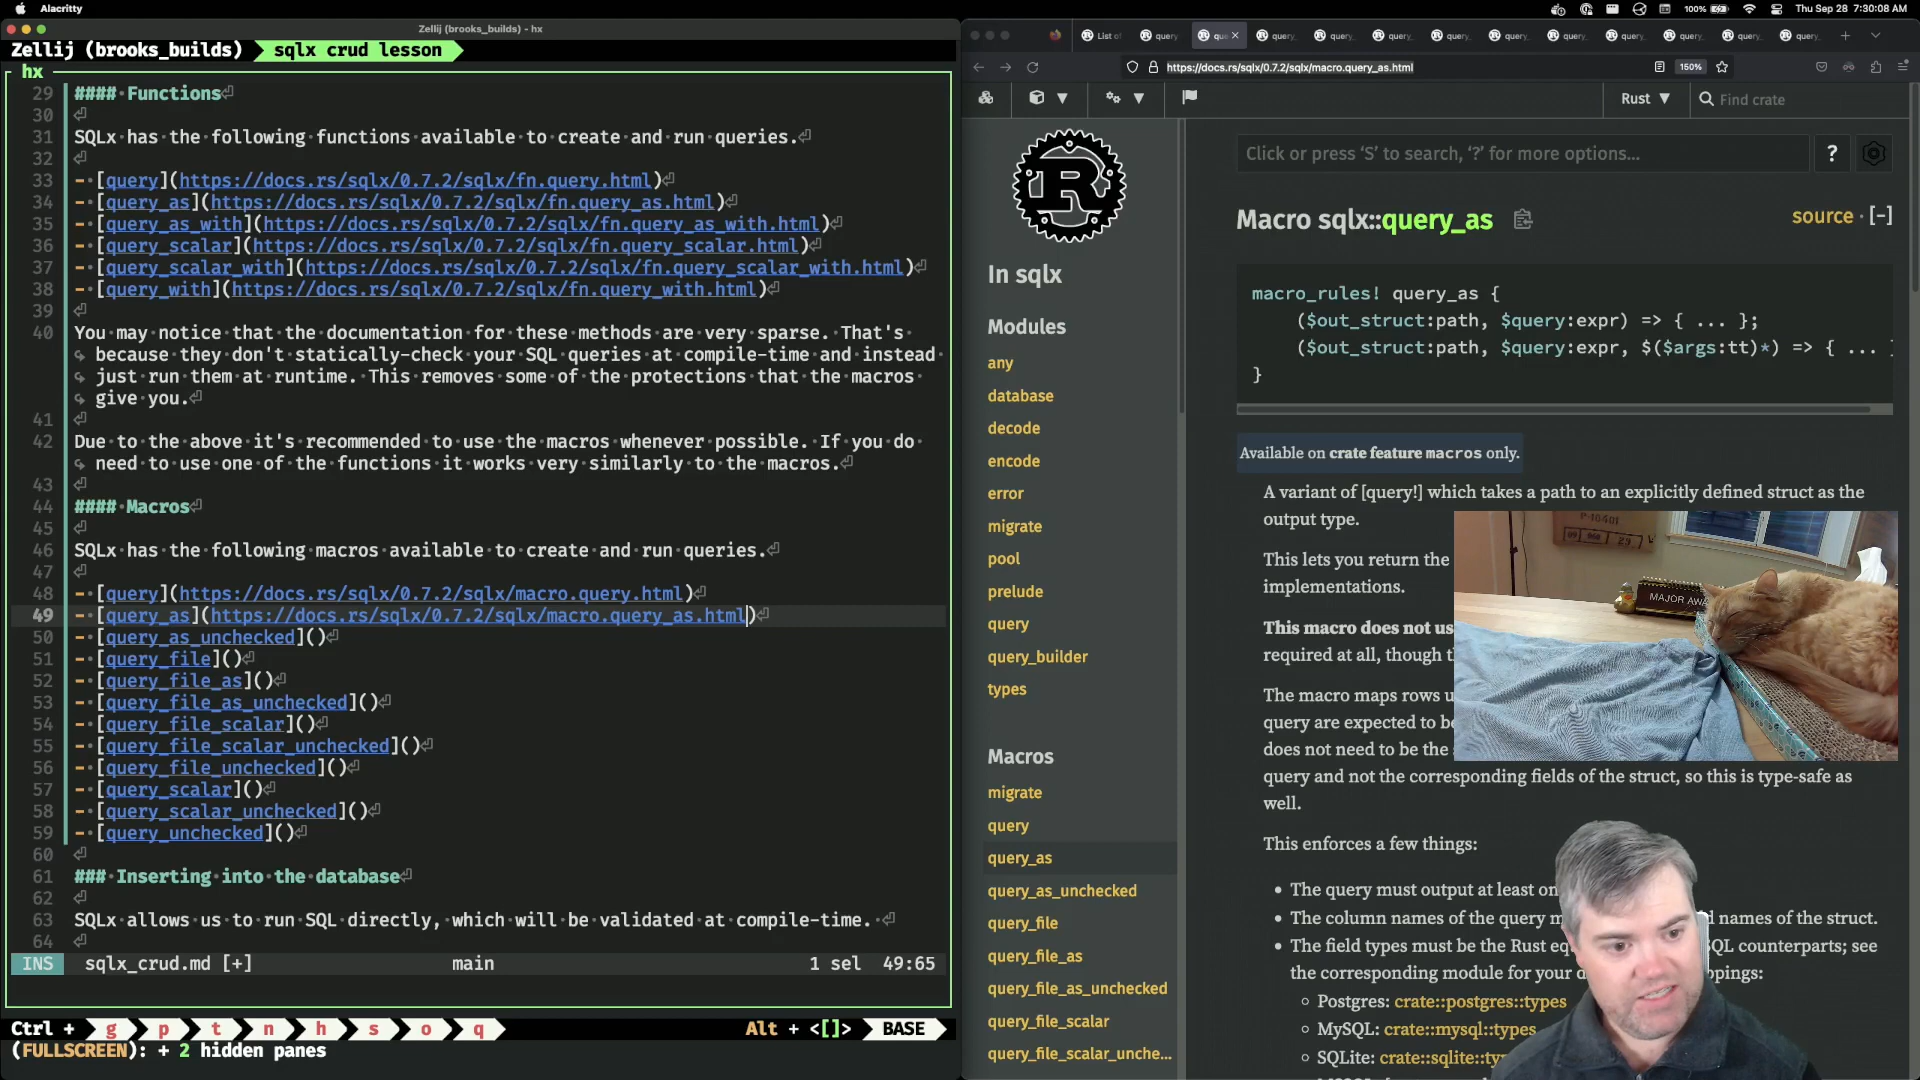 Alacritty
100%
Thu Sep 28 7:30:08 AM
Zellij (brooks_builds) - hx
Zellij (brooks_builds) sqlx crud lesson
hx
29 #### Functions
30
31 SQLx has the following functions available to create and run queries.
32
33 - [query](https://docs.rs/sqlx/0.7.2/sqlx/fn.query.html)
34 - [query_as](https://docs.rs/sqlx/0.7.2/sqlx/fn.query_as.html)
35 - [query_as_with](https://docs.rs/sqlx/0.7.2/sqlx/fn.query_as_with.html)
36 - [query_scalar](https://docs.rs/sqlx/0.7.2/sqlx/fn.query_scalar.html)
37 - [query_scalar_with](https://docs.rs/sqlx/0.7.2/sqlx/fn.query_scalar_with.html)
38 - [query_with](https://docs.rs/sqlx/0.7.2/sqlx/fn.query_with.html)
39
40 You may notice that the documentation for these methods are very sparse. That's
because they don't statically-check your SQL queries at compile-time and instead
just run them at runtime. This removes some of the protections that the macros
give you.
41
42 Due to the above it's recommended to use the macros whenever possible. If you do
need to use one of the functions it works very similarly to the macros.
43
44 #### Macros
45
46 SQLx has the following macros available to create and run queries.
47
48 - [query](https://docs.rs/sqlx/0.7.2/sqlx/macro.query.html)
49 - [query_as](https://docs.rs/sqlx/0.7.2/sqlx/macro.query_as.html)
50 - [query_as_unchecked]()
51 - [query_file]()
52 - [query_file_as]()
53 - [query_file_as_unchecked]()
54 - [query_file_scalar]()
55 - [query_file_scalar_unchecked]()
56 - [query_file_unchecked]()
57 - [query_scalar]()
58 - [query_scalar_unchecked]()
59 - [query_unchecked]()
60
61 ### Inserting into the database
62
63 SQLx allows us to run SQL directly, which will be validated at compile-time.
64
INS sqlx_crud.md [+] main 1 sel 49:65
Ctrl + g p t n h s o q Alt + <[]> BASE
(FULLSCREEN): + 2 hidden panes
List of query que query query query query query query query query query query
https://docs.rs/sqlx/0.7.2/sqlx/macro.query_as.html
150%
Rust ▼ Find crate
Click or press ‘S’ to search, ‘?’ for more options…
?
In sqlx
Modules
any
database
decode
encode
error
migrate
pool
prelude
query
query_builder
types
Macros
migrate
query
query_as
query_as_unchecked
query_file
query_file_as
query_file_as_unchecked
query_file_scalar
query_file_scalar_unche...
Macro sqlx::query_as
source · [-]
macro_rules! query_as {
($out_struct:path, $query:expr) => { ... };
($out_struct:path, $query:expr, $($args:tt)*) => { ...
}
Available on crate feature macros only.
A variant of [query!] which takes a path to an explicitly defined struct as the
output type.
This lets you return the
implementations.
This macro does not us
required at all, though t
The macro maps rows u
query are expected to be
does not need to be the
query and not the corresponding fields of the struct, so this is type-safe as
well.
This enforces a few things:
• The query must output at least on
• The column names of the query m d names of the struct.
• The field types must be the Rust eq QL counterparts; see
the corresponding module for your d ppings:
Postgres: crate::postgres::types
MySQL: crate::mysql::types
SQLite: crate::sqlite::ty
MAJOR AWA